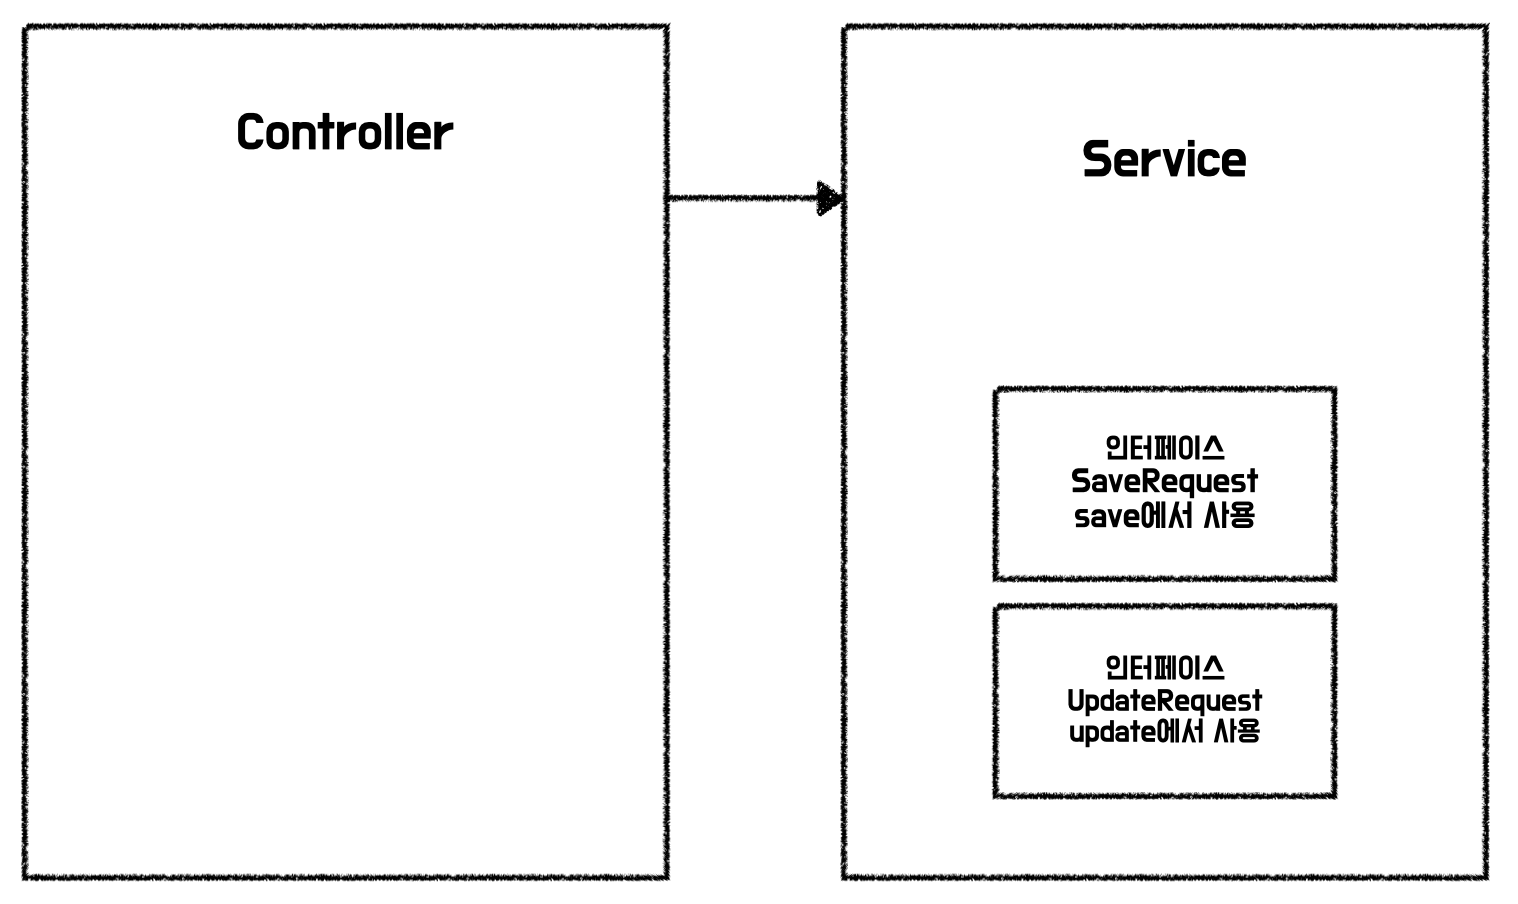 Controller
Service
인터페이스
SaveRequest
save에서 사용
인터페이스
UpdateRequest
update에서 사용